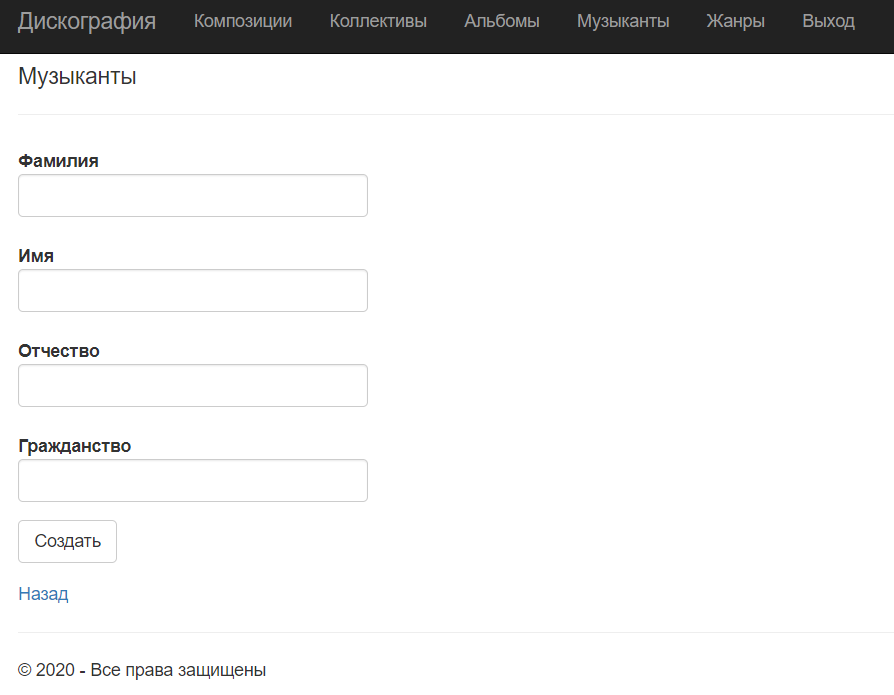 Дискография Композиции Коллективы Альбомы Музыканты Жанры Выход
Музыканты
Фамилия
Имя
Отчество
Гражданство
Создать
Назад
© 2020 - Все права защищены